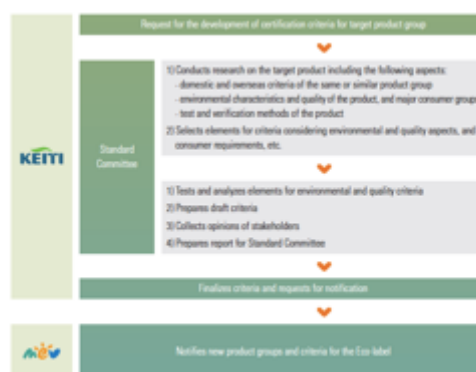 Request for the development of certification criteria for target product group
KEITI
Standard
Committee
1) Conducts research on the target product including the following aspects:
- domestic and overseas criteria of the same or similar product group
- environmental characteristics and quality of the product, and major consumer group
- test and verification methods of the product
2) Selects elements for criteria considering environmental and quality aspects, and
consumer requirements, etc.
1) Tests and analyzes elements for environmental and quality criteria
2) Prepares draft criteria
3) Collects opinions of stakeholders
4) Prepares report for Standard Committee
Finalizes criteria and requests for notification
mev
Notifies new product groups and criteria for the Eco-label